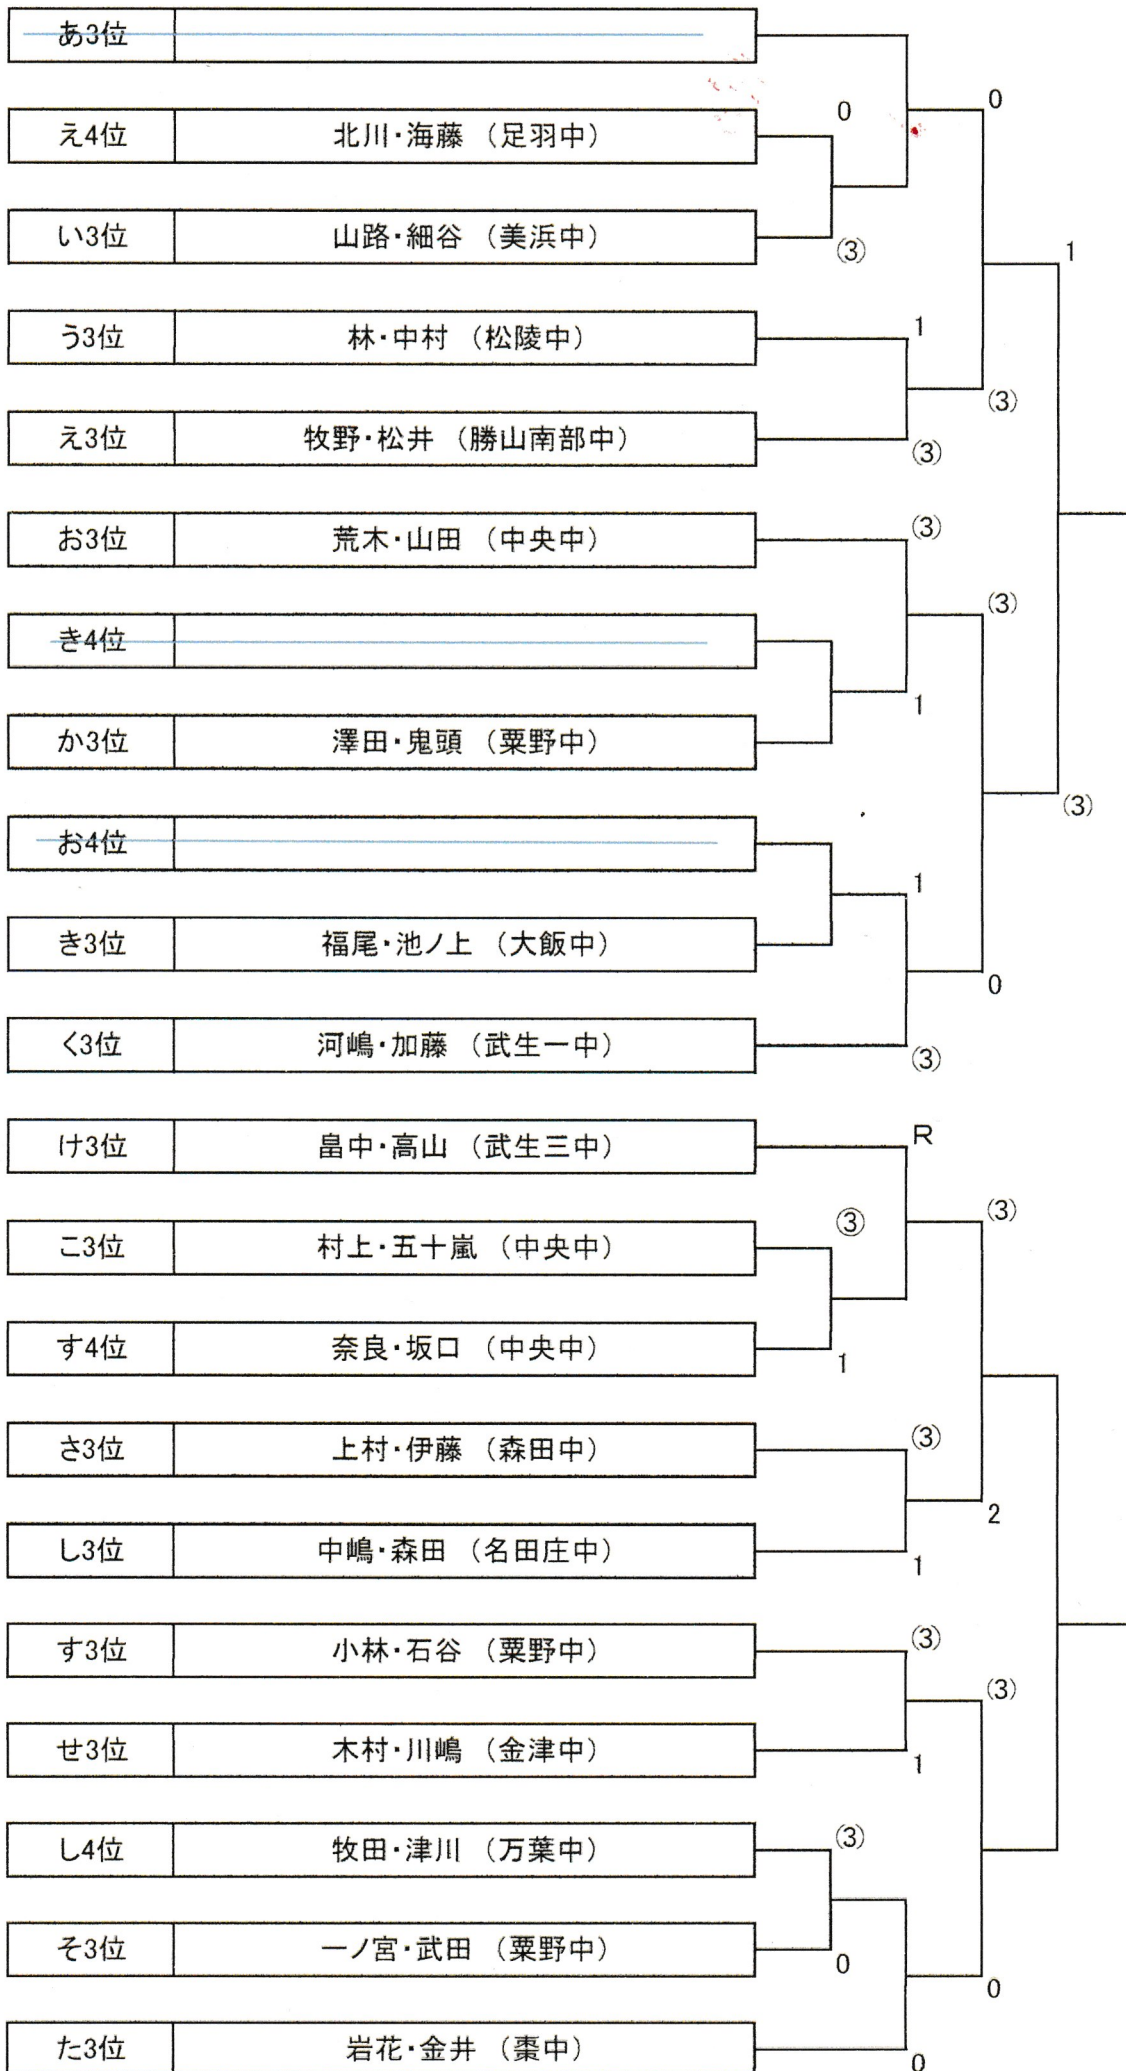 あ3位
0
え4位 北川・海藤 （足羽中） 0
い3位 山路・細谷 （美浜中） (3)
1
う3位 林・中村 （松陵中） 1
(3)
え3位 牧野・松井 （勝山南部中） (3)
お3位 荒木・山田 （中央中） (3)
(3)
き4位
1
か3位 澤田・鬼頭 （粟野中）
(3)
お4位
1
き3位 福尾・池ノ上 （大飯中）
0
く3位 河嶋・加藤 （武生一中） (3)
け3位 畠中・高山 （武生三中） R
(3)
こ3位 村上・五十嵐 （中央中） ③
す4位 奈良・坂口 （中央中） 1
さ3位 上村・伊藤 （森田中） (3)
2
し3位 中嶋・森田 （名田庄中） 1
す3位 小林・石谷 （粟野中） (3)
(3)
せ3位 木村・川嶋 （金津中） 1
し4位 牧田・津川 （万葉中） (3)
そ3位 一ノ宮・武田 （粟野中） 0
0
た3位 岩花・金井 （棗中） 0